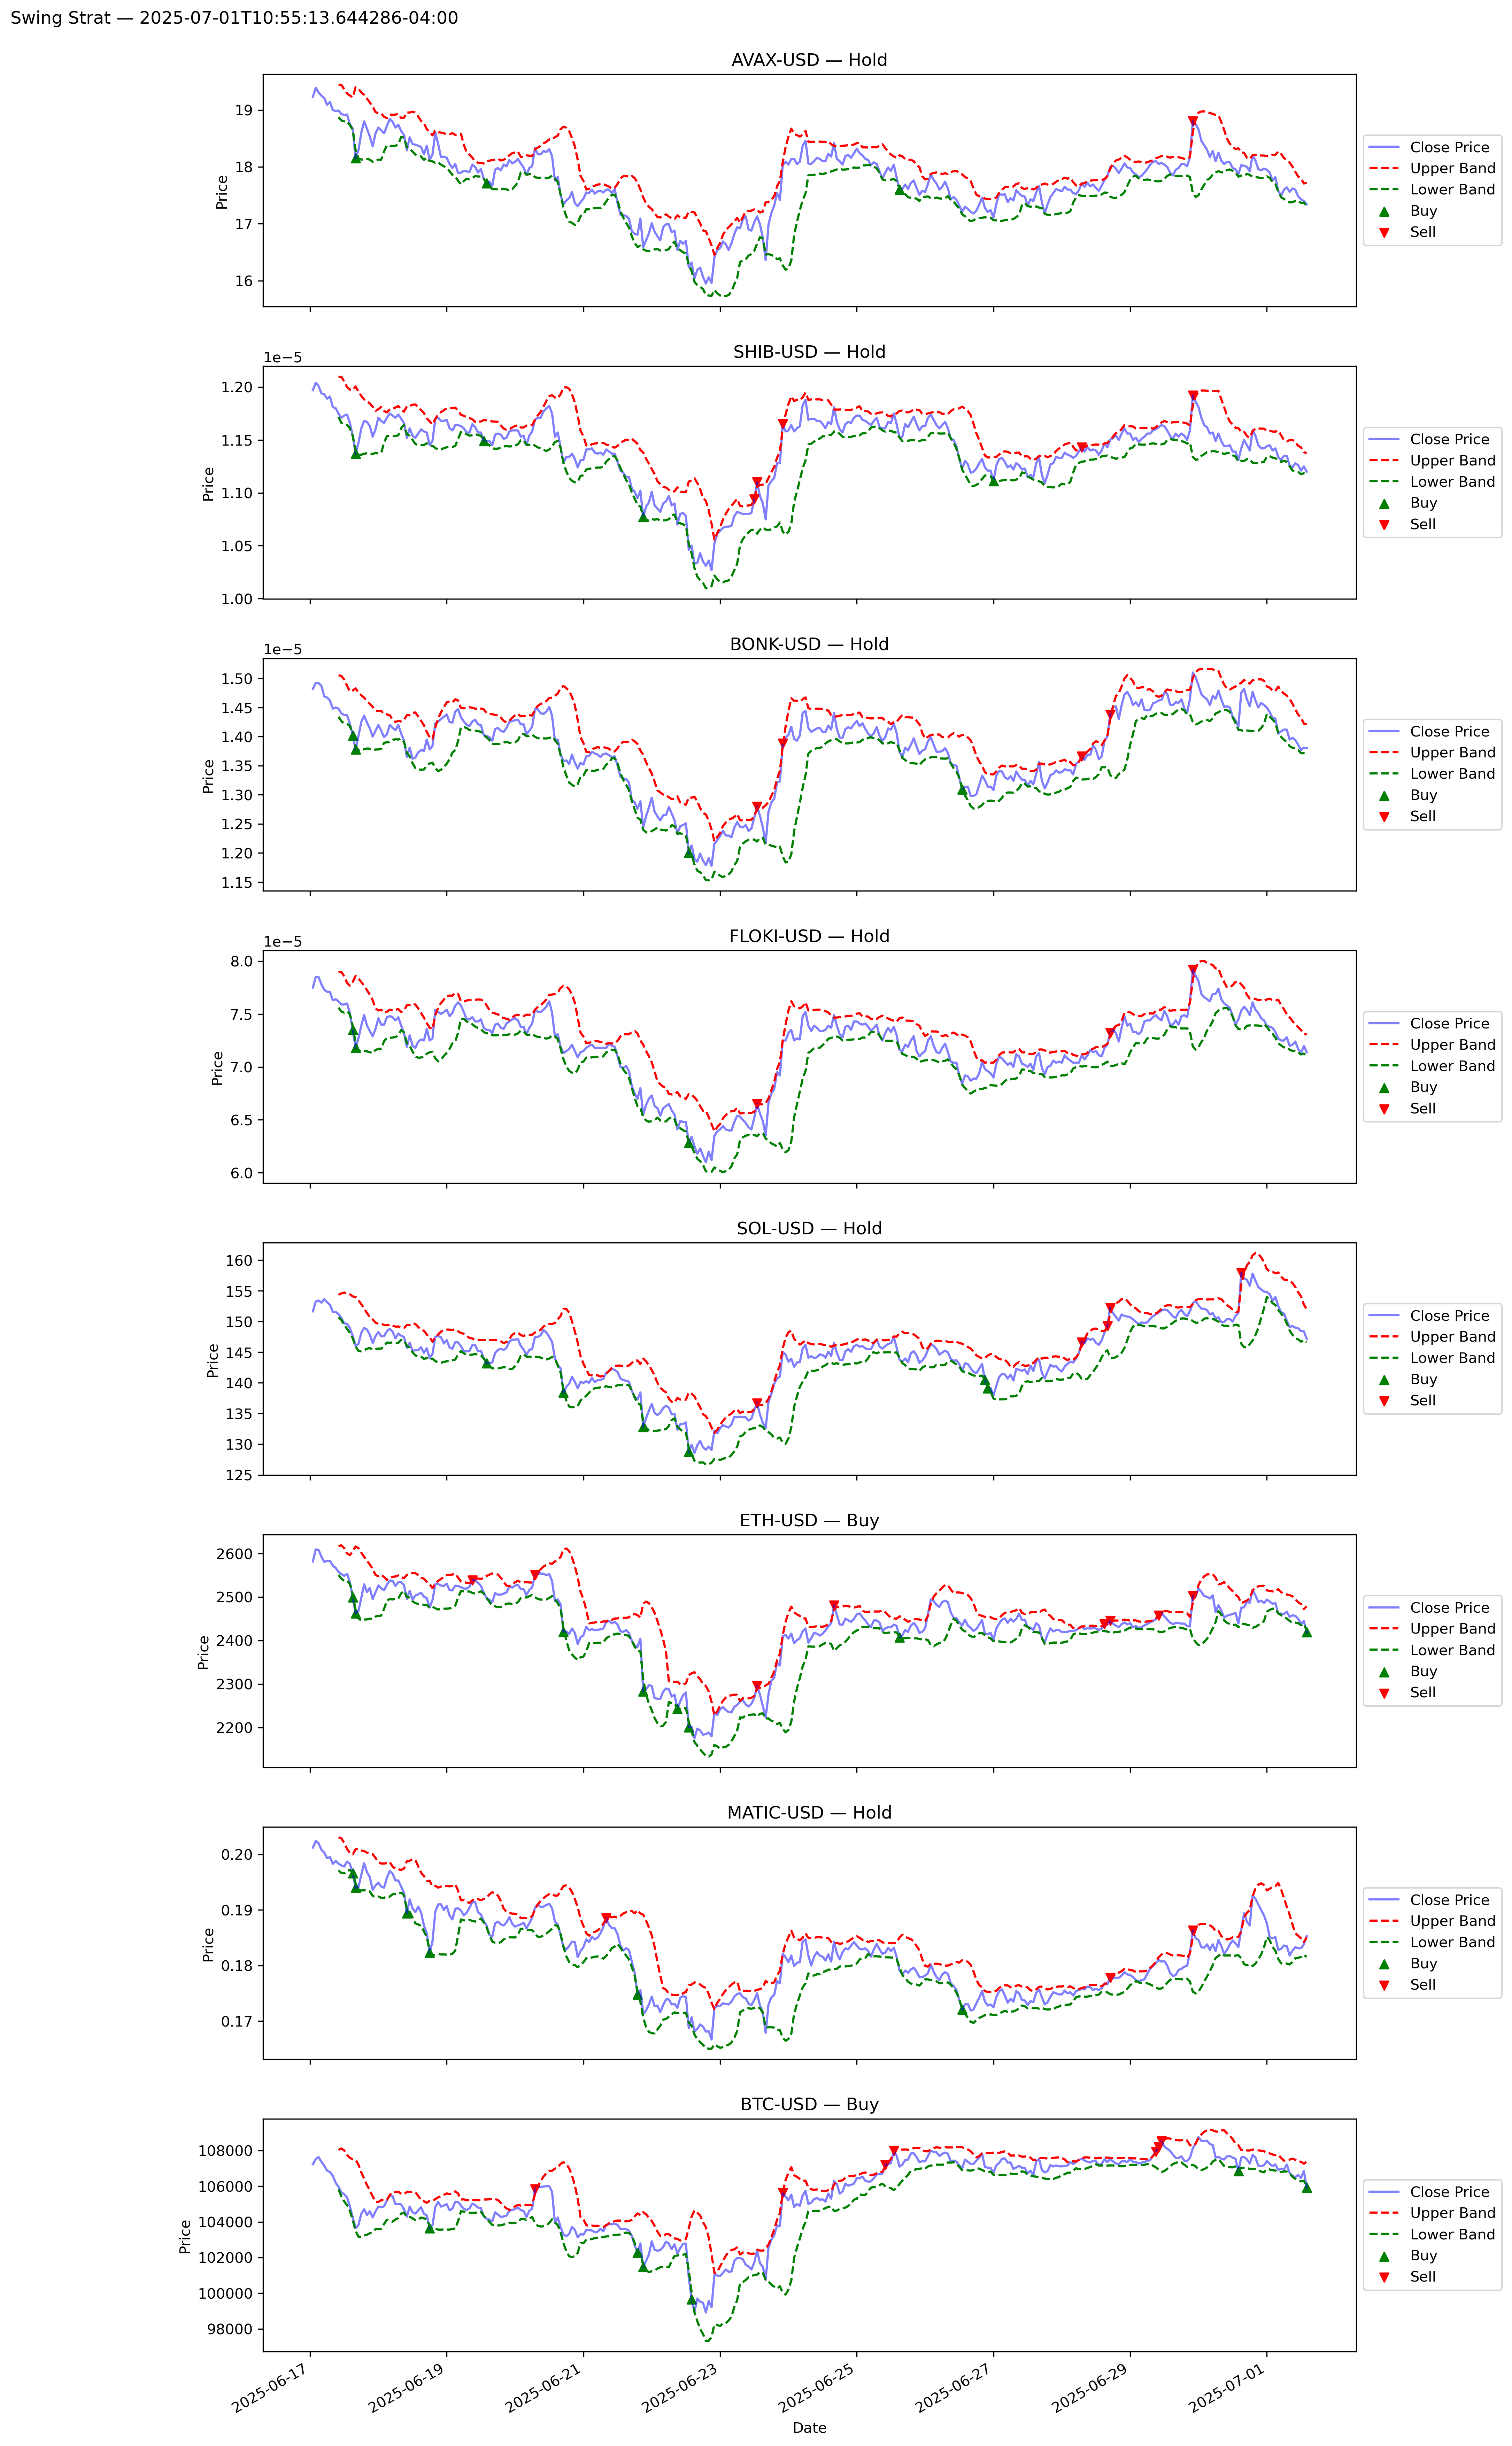 Swing Strat — 2025-07-01T10:55:13.644286-04:00
AVAX-USD — Hold
19
18
17
16
Price
Close Price
Upper Band
Lower Band
Buy
Sell
SHIB-USD — Hold
1e−5
1.20
1.15
1.10
1.05
1.00
Price
Close Price
Upper Band
Lower Band
Buy
Sell
BONK-USD — Hold
1e−5
1.50
1.45
1.40
1.35
1.30
1.25
1.20
1.15
Price
Close Price
Upper Band
Lower Band
Buy
Sell
FLOKI-USD — Hold
1e−5
8.0
7.5
7.0
6.5
6.0
Price
Close Price
Upper Band
Lower Band
Buy
Sell
SOL-USD — Hold
160
155
150
145
140
135
130
125
Price
Close Price
Upper Band
Lower Band
Buy
Sell
ETH-USD — Buy
2600
2500
2400
2300
2200
Price
Close Price
Upper Band
Lower Band
Buy
Sell
MATIC-USD — Hold
0.20
0.19
0.18
0.17
Price
Close Price
Upper Band
Lower Band
Buy
Sell
BTC-USD — Buy
108000
106000
104000
102000
100000
98000
Price
Close Price
Upper Band
Lower Band
Buy
Sell
2025-06-17
2025-06-19
2025-06-21
2025-06-23
2025-06-25
2025-06-27
2025-06-29
2025-07-01
Date